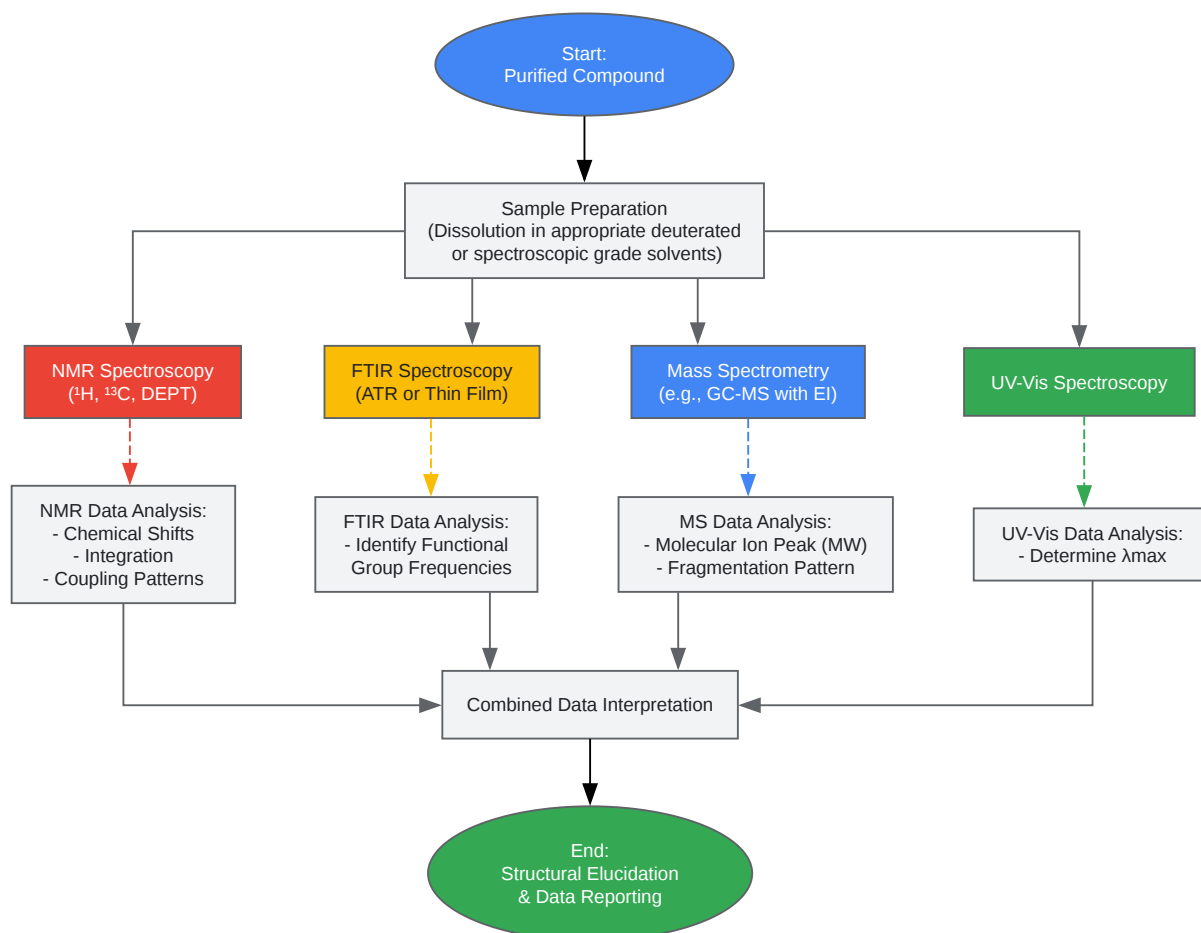 Start:
Purified Compound
Sample Preparation
(Dissolution in appropriate deuterated
or spectroscopic grade solvents)
NMR Spectroscopy
(¹H, ¹³C, DEPT)
FTIR Spectroscopy
(ATR or Thin Film)
Mass Spectrometry
(e.g., GC-MS with EI)
UV-Vis Spectroscopy
NMR Data Analysis:
- Chemical Shifts
- Integration
- Coupling Patterns
FTIR Data Analysis:
- Identify Functional
Group Frequencies
MS Data Analysis:
- Molecular Ion Peak (MW)
- Fragmentation Pattern
UV-Vis Data Analysis:
- Determine λmax
Combined Data Interpretation
End:
Structural Elucidation
& Data Reporting